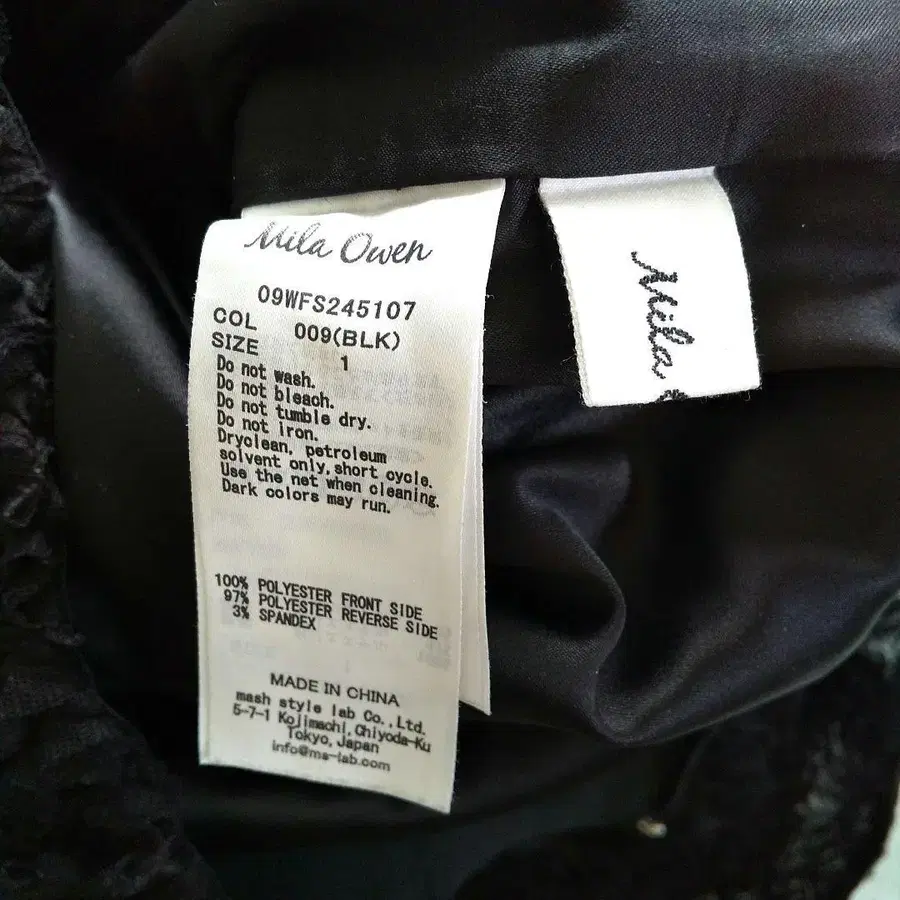 Mila Owen
09WFS245107
COL 009(BLK)
SIZE 1
Do not wash.
Do not bleach.
Do not tumble dry.
Do not iron.
Dryclean, petroleum
solvent only, short cycle.
Use the net when cleaning.
Dark colors may run.
100% POLYESTER FRONT SIDE
97% POLYESTER REVERSE SIDE
3% SPANDEX
MADE IN CHINA
mash style lab Co.,Ltd.
5-7-1 Kojimachi,Chiyoda-Ku
Tokyo,Japan
info@ms-lab.com
Mila